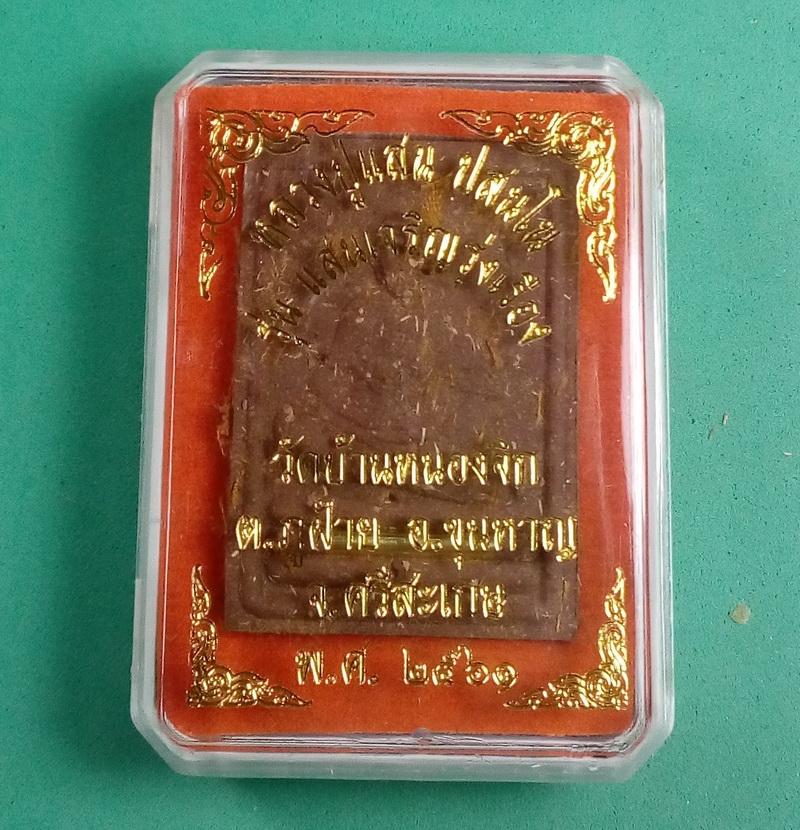 หลวงปู่แสน ปสนฺโน
รุ่น แสนเจริญรุ่งเรือง
วัดบ้านหนองจิก
ต.ภูฝ้าย อ.ขุนหาญ
จ.ศรีสะเกษ
พ.ศ. ๒๕๖๑